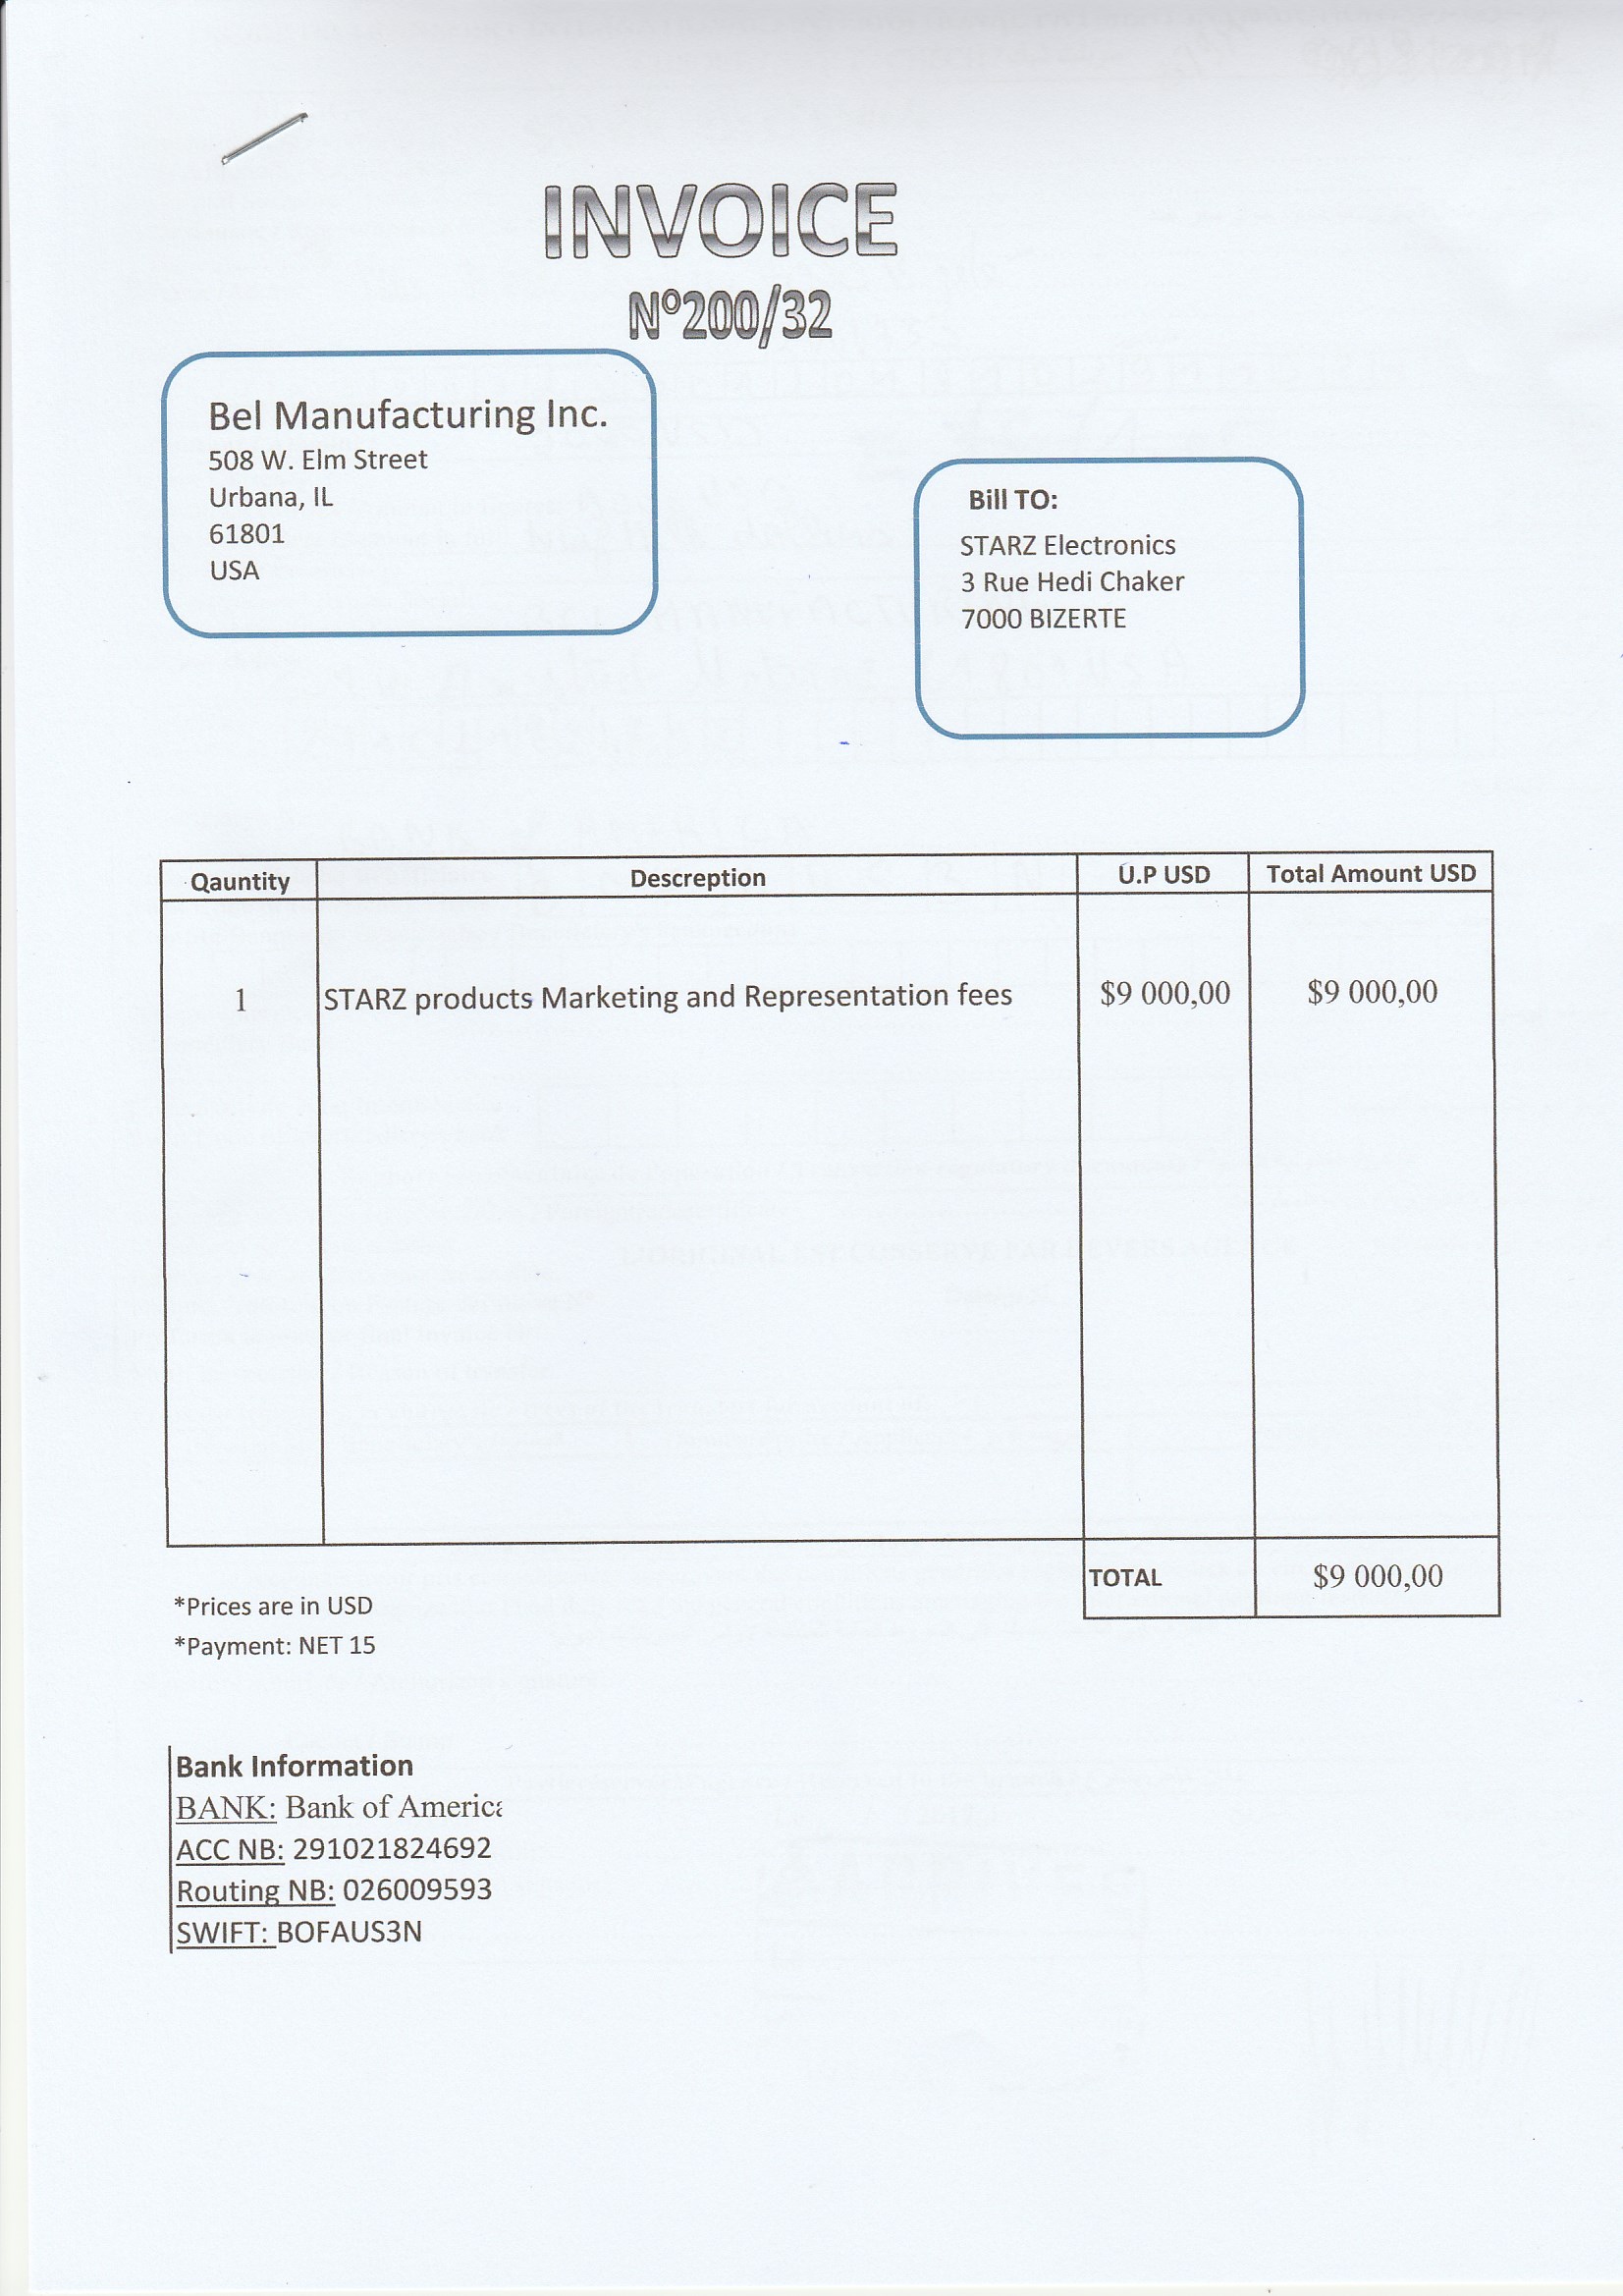 INVOICE
Nº200/32
Bel Manufacturing Inc.
508 W. Elm Street
Urbana, IL
61801
USA
Bill TO:
STARZ Electronics
3 Rue Hedi Chaker
7000 BIZERTE
Qauntity Descreption U.P USD Total Amount USD
1 STARZ products Marketing and Representation fees $9 000,00 $9 000,00
TOTAL $9 000,00
*Prices are in USD
*Payment: NET 15
Bank Information
BANK: Bank of America
ACC NB: 291021824692
Routing NB: 026009593
SWIFT: BOFAUS3N